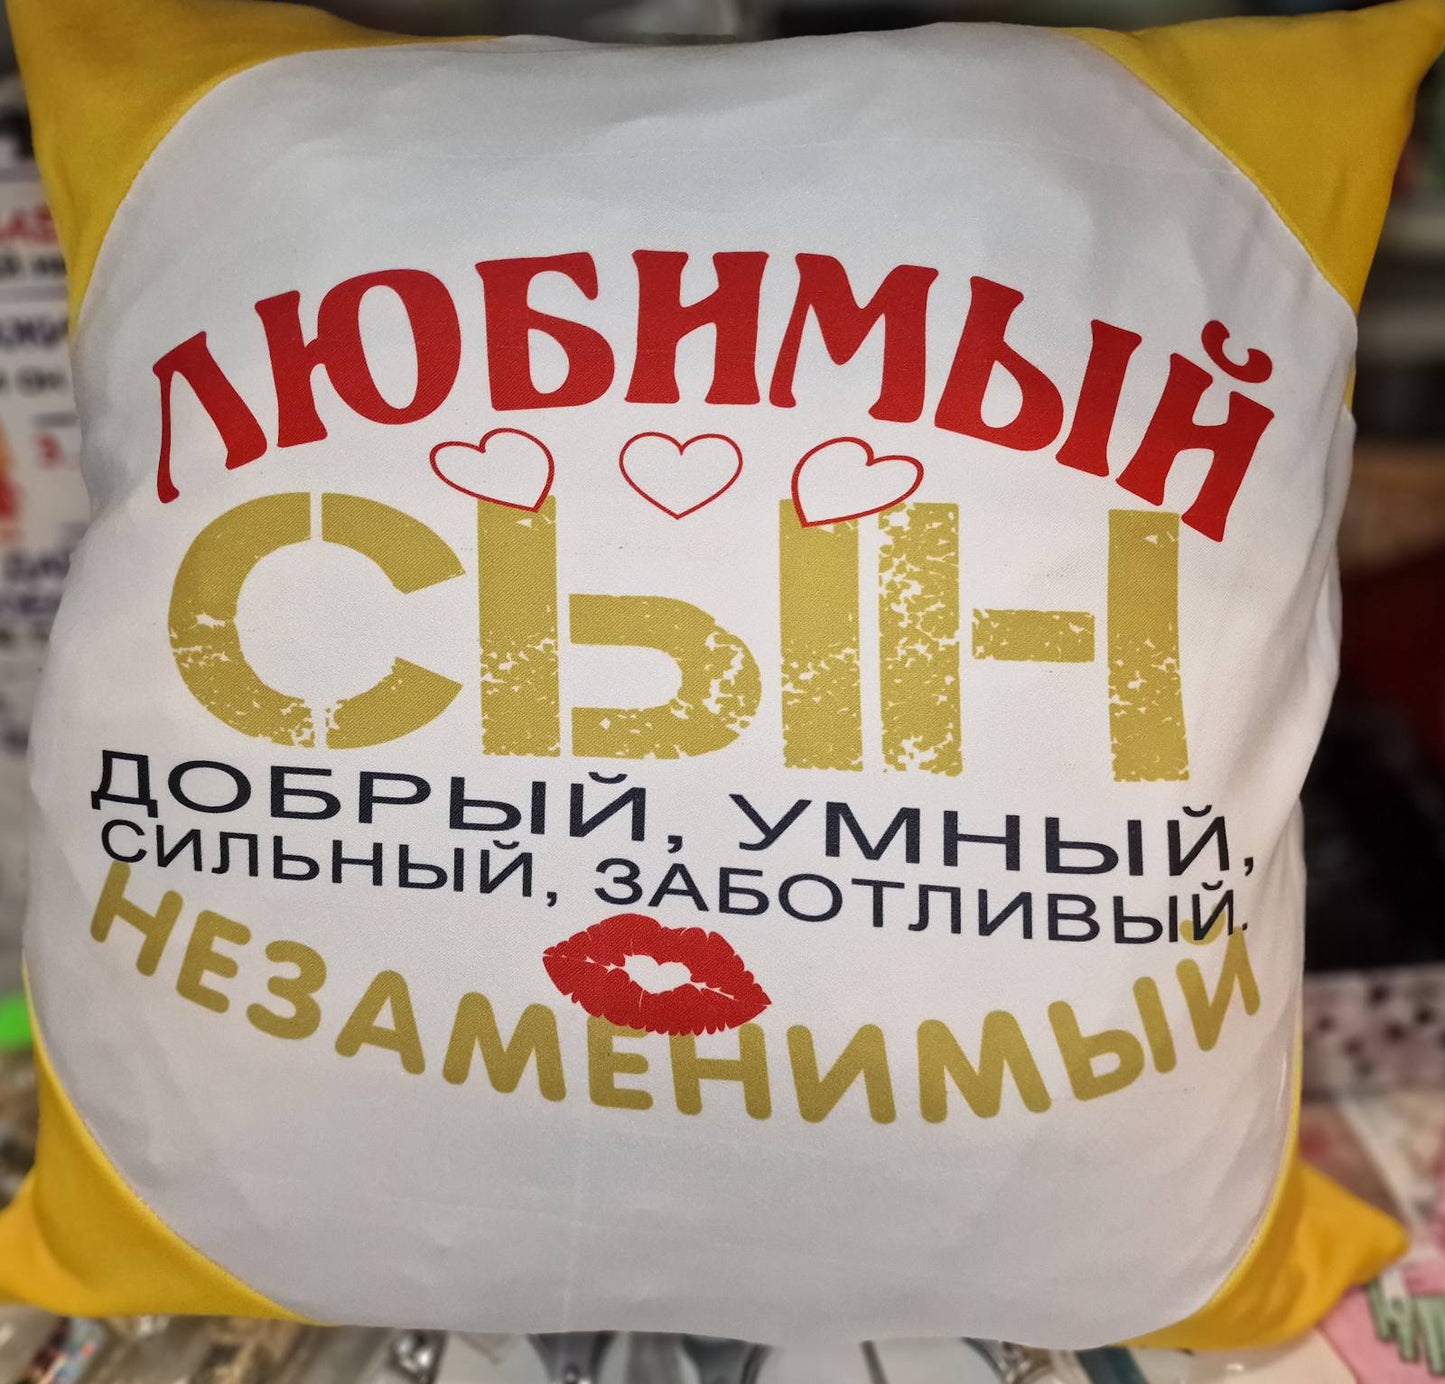 ЛЮБИМЫЙ
СЫН
ДОБРЫЙ, УМНЫЙ,
СИЛЬНЫЙ, ЗАБОТЛИВЫЙ.
НЕЗАМЕНИМЫЙ